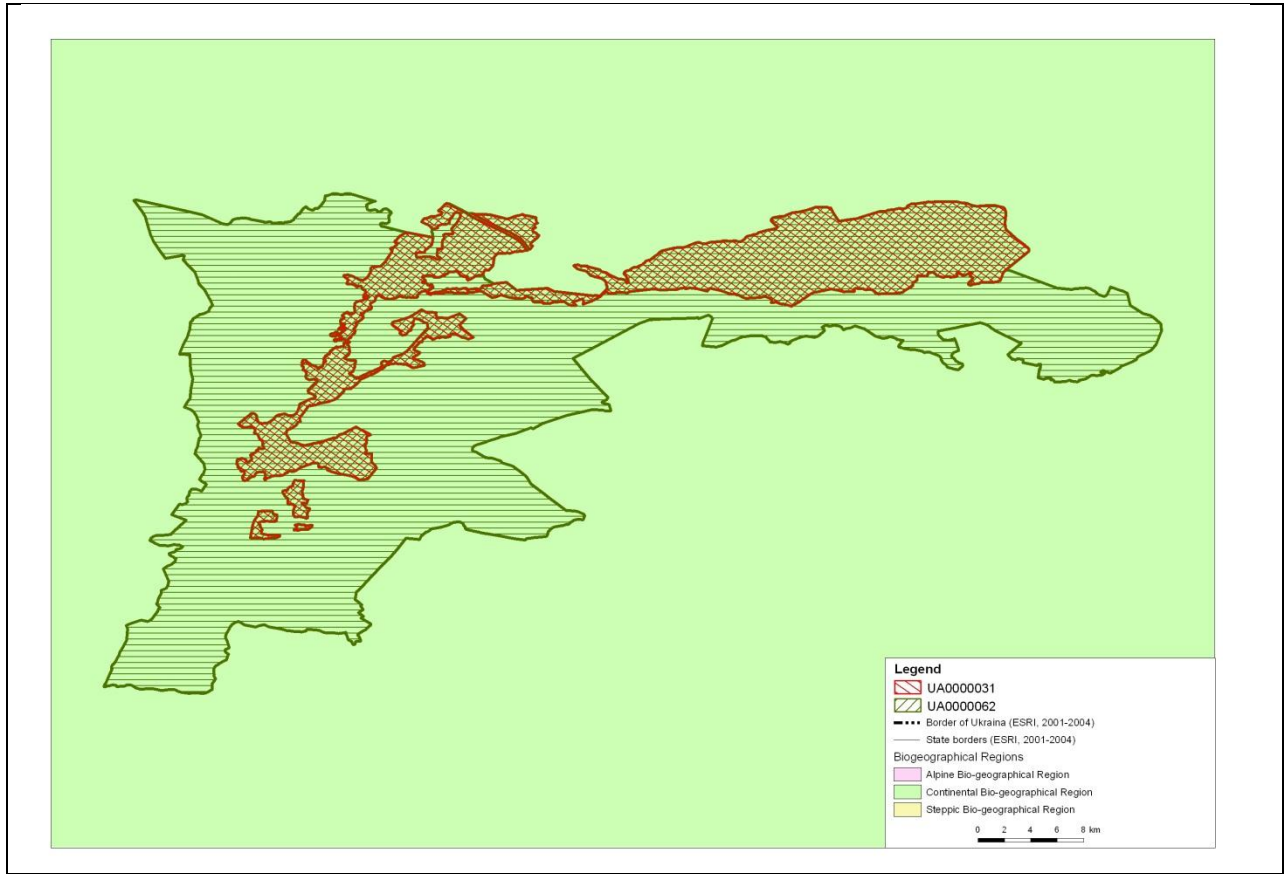 Legend
UA0000031
UA0000062
Border of Ukraina (ESRI, 2001-2004)
State borders (ESRI, 2001-2004)
Biogeographical Regions
Alpine Bio-geographical Region
Continental Bio-geographical Region
Steppic Bio-geographical Region
0 2 4 6 8 km